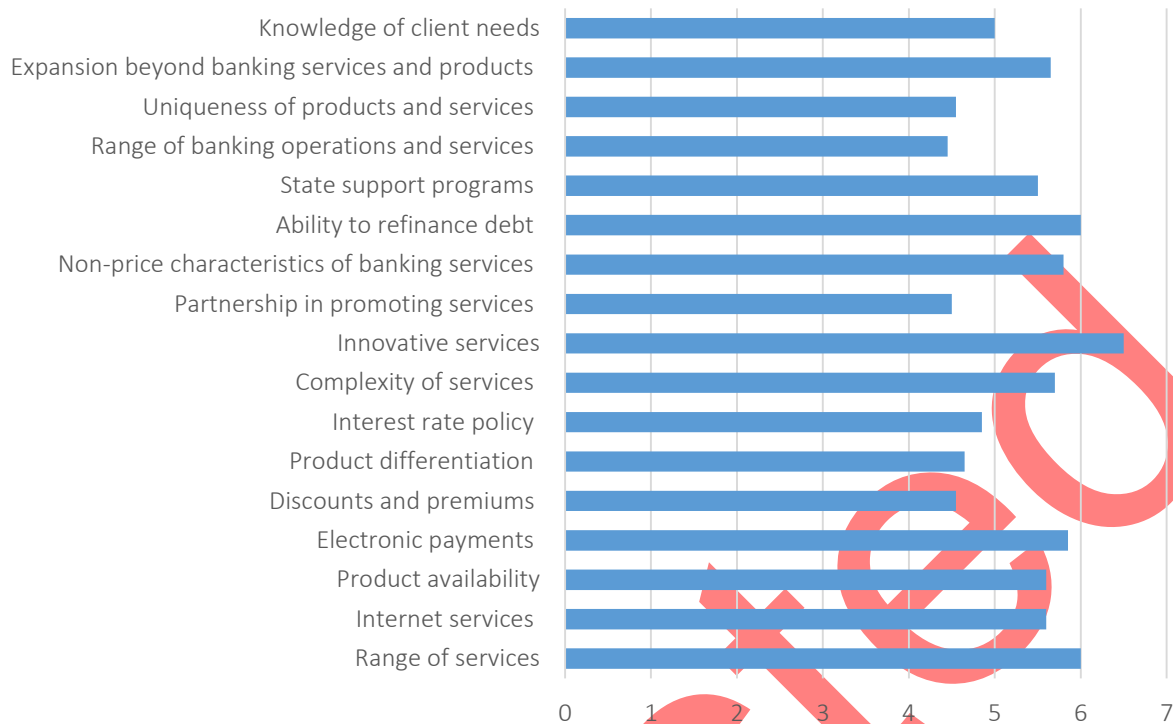 Knowledge of client needs
Expansion beyond banking services and products
Uniqueness of products and services
Range of banking operations and services
State support programs
Ability to refinance debt
Non-price characteristics of banking services
Partnership in promoting services
Innovative services
Complexity of services
Interest rate policy
Product differentiation
Discounts and premiums
Electronic payments
Product availability
Internet services
Range of services
0 1 2 3 4 5 6 7